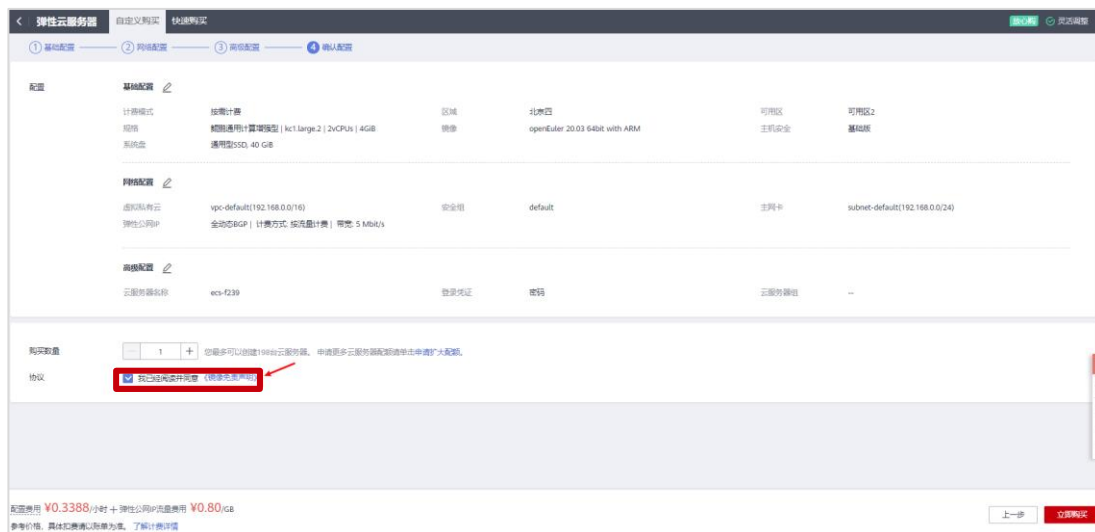 弹性云服务器 自定义购买 快速购买 放心购 灵活调整
1 基础配置 2 网络配置 3 高级配置 4 确认配置
配置 基础配置
计费模式 按需计费 区域 北京四 可用区 可用区2
规格 鲲鹏通用计算增强型 | kc1.large.2 | 2vCPUs | 4GiB 镜像 openEuler 20.03 64bit with ARM 主机安全 基础版
系统盘 通用型SSD, 40 GiB
网络配置
虚拟私有云 vpc-default(192.168.0.0/16) 安全组 default 主网卡 subnet-default(192.168.0.0/24)
弹性公网IP 全动态BGP | 计费方式: 按流量计费 | 带宽: 5 Mbit/s
高级配置
云服务器名称 ecs-f239 登录凭证 密码 云服务器组 --
购买数量 1 您最多可以创建198台云服务器。 申请更多云服务器配额请单击申请扩大配额。
协议 我已经阅读并同意《镜像免责声明》
配置费用 ¥0.3388/小时 + 弹性公网IP流量费用 ¥0.80/GB
参考价格，具体扣费请以账单为准。 了解计费详情
上一步 立即购买